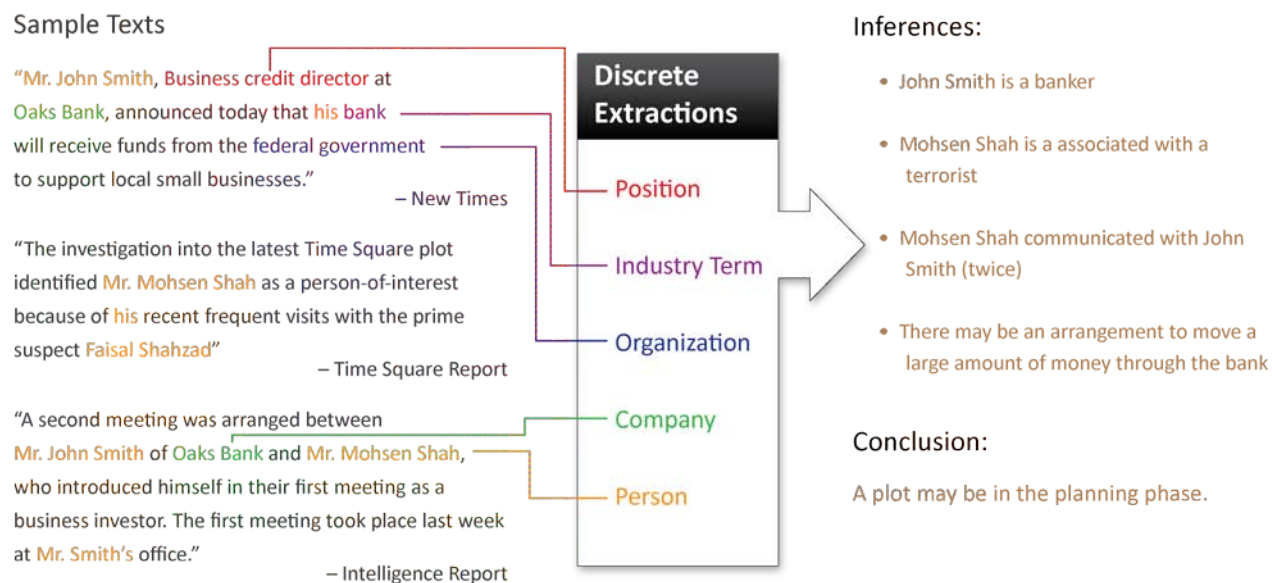 Sample Texts
“Mr. John Smith, Business credit director at
Oaks Bank, announced today that his bank
will receive funds from the federal government
to support local small businesses.”
– New Times
“The investigation into the latest Time Square plot
identified Mr. Mohsen Shah as a person-of-interest
because of his recent frequent visits with the prime
suspect Faisal Shahzad”
– Time Square Report
“A second meeting was arranged between
Mr. John Smith of Oaks Bank and Mr. Mohsen Shah,
who introduced himself in their first meeting as a
business investor. The first meeting took place last week
at Mr. Smith’s office.”
– Intelligence Report
Discrete
Extractions
Position
Industry Term
Organization
Company
Person
Inferences:
• John Smith is a banker
• Mohsen Shah is a associated with a
terrorist
• Mohsen Shah communicated with John
Smith (twice)
• There may be an arrangement to move a
large amount of money through the bank
Conclusion:
A plot may be in the planning phase.